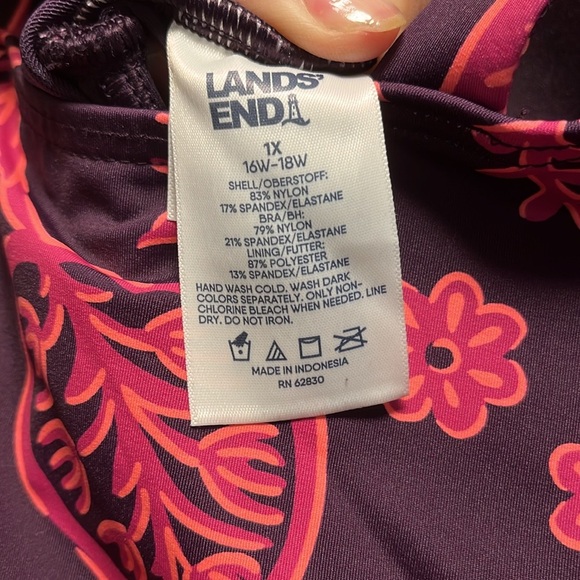 LANDS'
END
1X
16W-18W
SHELL/OBERSTOFF:
83% NYLON
17% SPANDEX/ELASTANE
BRA/BH:
79% NYLON
21% SPANDEX/ELASTANE
LINING/FUTTER:
87% POLYESTER
13% SPANDEX/ELASTANE
HAND WASH COLD. WASH DARK
COLORS SEPARATELY. ONLY NON-
CHLORINE BLEACH WHEN NEEDED. LINE
DRY. DO NOT IRON.
MADE IN INDONESIA
RN 62830